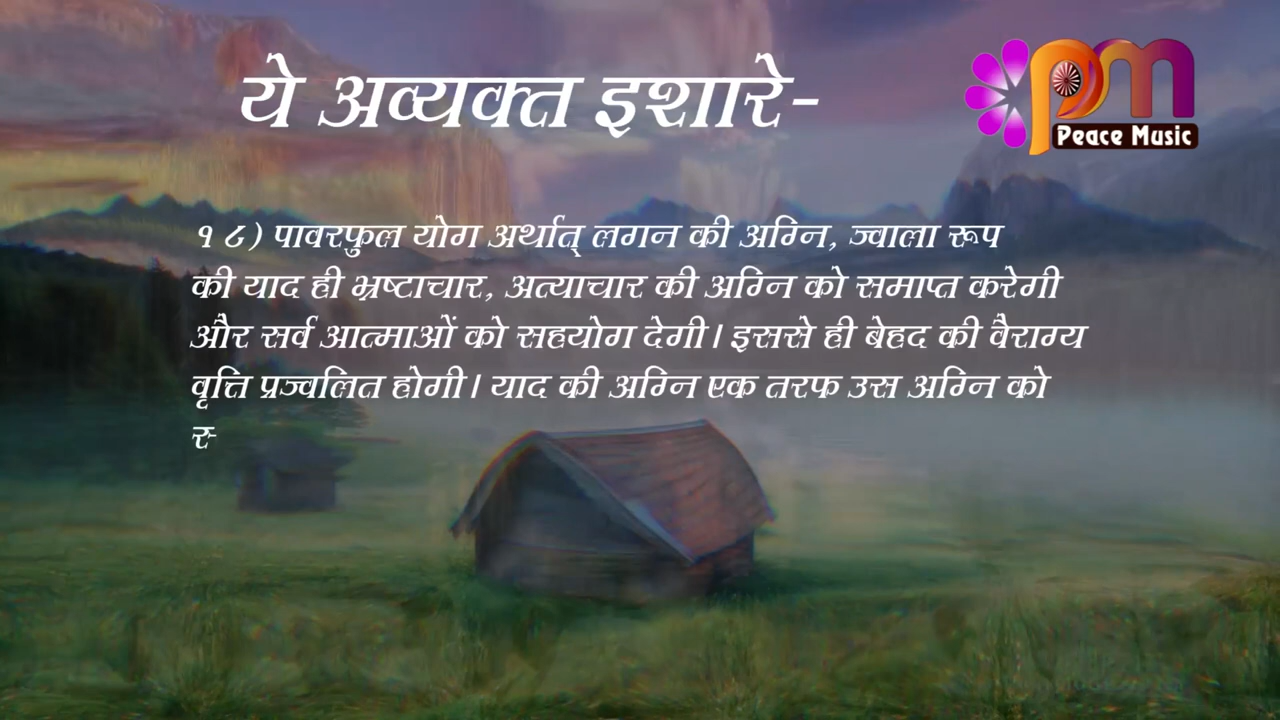 ये अव्यक्त इशारे-
pm
Peace Music
१८) पावरफुल योग अर्थात् लगन की अग्नि, ज्वाला रूप
की याद ही भ्रष्टाचार, अत्याचार की अग्नि को समाप्त करेगी
और सर्व आत्माओं को सहयोग देगी। इससे ही बेहद की वैराग्य
वृत्ति प्रज्वलित होगी। याद की अग्नि एक तरफ उस अग्नि को